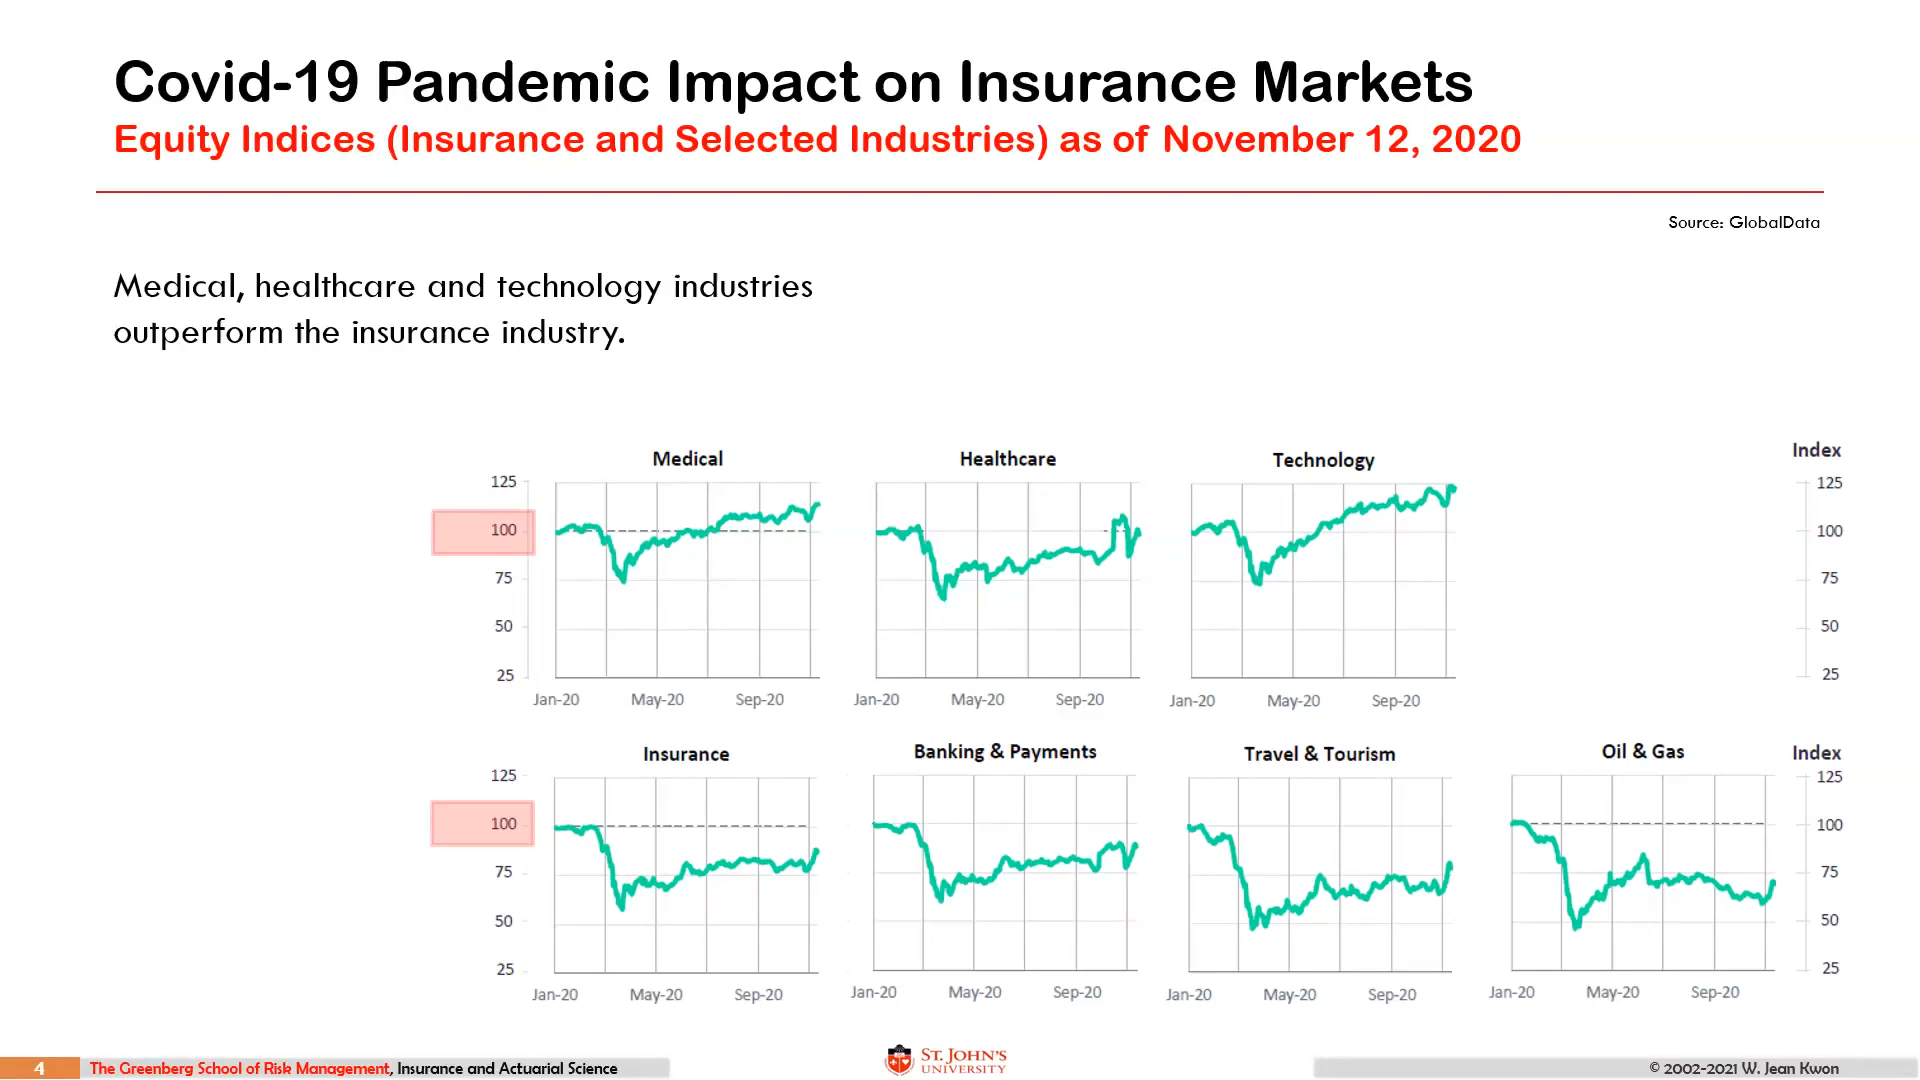 Covid-19 Pandemic Impact on Insurance Markets
Equity Indices (Insurance and Selected Industries) as of November 12, 2020
Source: GlobalData
Medical, healthcare and technology industries
outperform the insurance industry.
Medical
125
100
75
50
25
Jan-20 May-20 Sep-20
Healthcare
Jan-20 May-20 Sep-20
Technology
Jan-20 May-20 Sep-20
Index
125
100
75
50
25
Insurance
125
100
75
50
25
Jan-20 May-20 Sep-20
Banking & Payments
Jan-20 May-20 Sep-20
Travel & Tourism
Jan-20 May-20 Sep-20
Oil & Gas
Jan-20 May-20 Sep-20
Index
125
100
75
50
25
4
The Greenberg School of Risk Management, Insurance and Actuarial Science
ST. JOHN'S
UNIVERSITY
© 2002-2021 W. Jean Kwon